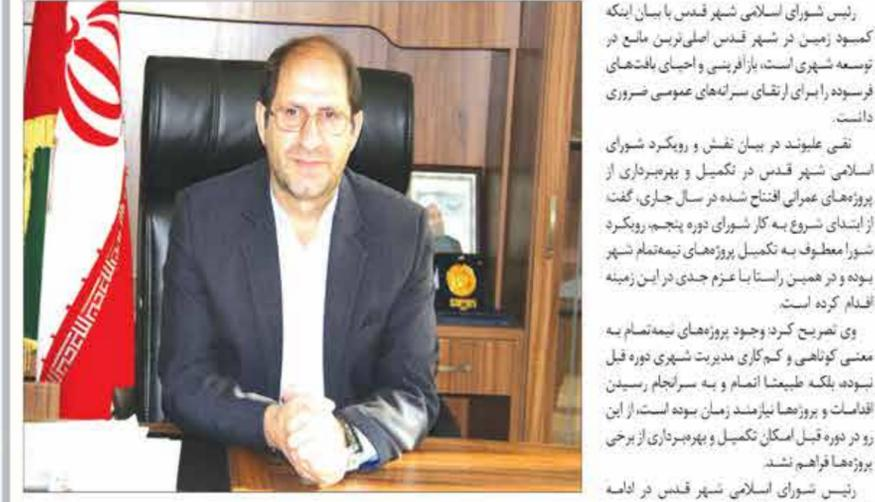 رئیس شورای اسلامی شهر قدس با بیان اینکه
کمبود زمین در شهر قدس اصلی‌ترین مانع در
توسعه شهری است، بازآفرینی و احیای بافت‌های
فرسوده را برای ارتقای سرانه‌های عمومی ضروری
دانست.
تقی علیوند در بیان نقش و رویکرد شورای
اسلامی شهر قدس در تکمیل و بهره‌برداری از
پروژه‌های عمرانی افتتاح شده در سال جاری، گفت:
از ابتدای شروع به کار شورای دوره پنجم، رویکرد
شورا معطوف به تکمیل پروژه‌های نیمه‌تمام شهر
بوده و در همین راستا با عزم جدی در این زمینه
اقدام کرده است.
وی تصریح کرد: وجود پروژه‌های نیمه‌تمام به
معنی کوتاهی و کم‌کاری مدیریت شهری دوره قبل
نبوده، بلکه طبیعتا اتمام و به سرانجام رسیدن
اقدامات و پروژه‌ها نیازمند زمان بوده است، از این
رو در دوره قبل امکان تکمیل و بهره‌برداری از برخی
پروژه‌ها فراهم نشد.
رئیس شورای اسلامی شهر قدس در ادامه